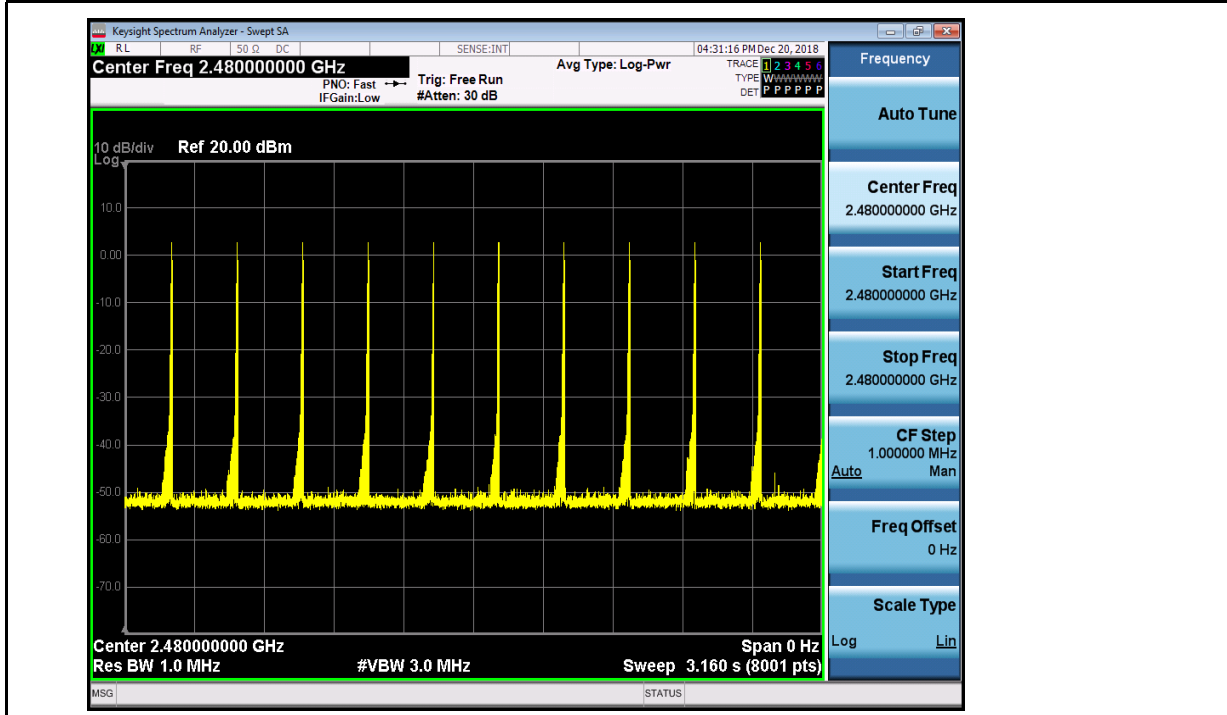 Keysight Spectrum Analyzer - Swept SA
LXI RL RF 50 Ω DC SENSE:INT 04:31:16 PM Dec 20, 2018
Center Freq 2.480000000 GHz
PNO: Fast
IFGain:Low
Trig: Free Run
#Atten: 30 dB
Avg Type: Log-Pwr
TRACE 1 2 3 4 5 6
TYPE WWWWWW
DET P P P P P P
10 dB/div Ref 20.00 dBm
Log
10.0
0.00
-10.0
-20.0
-30.0
-40.0
-50.0
-60.0
-70.0
Center 2.480000000 GHz Span 0 Hz
Res BW 1.0 MHz #VBW 3.0 MHz Sweep 3.160 s (8001 pts)
MSG STATUS
Frequency
Auto Tune
Center Freq
2.480000000 GHz
Start Freq
2.480000000 GHz
Stop Freq
2.480000000 GHz
CF Step
1.000000 MHz
Auto Man
Freq Offset
0 Hz
Scale Type
Log Lin